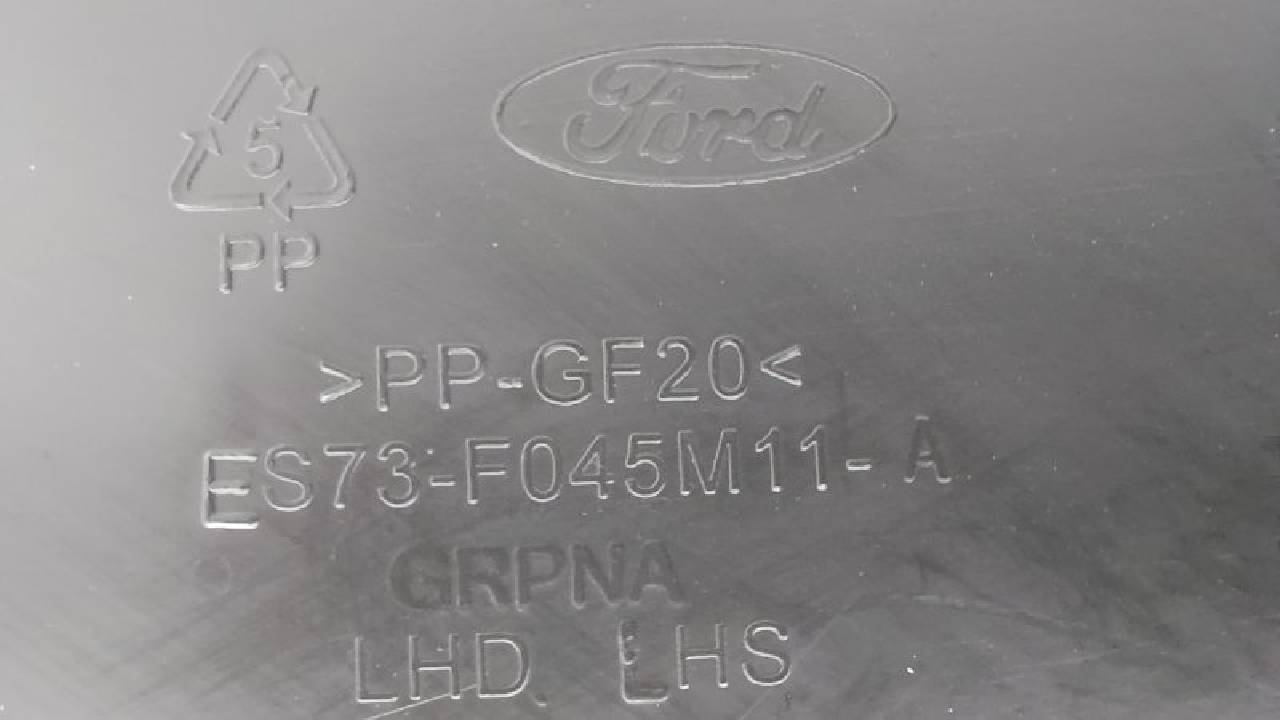 5
Ford
PP
>PP-GF20<
ES73-F045M11-A
GRPNA
LHD. LHS